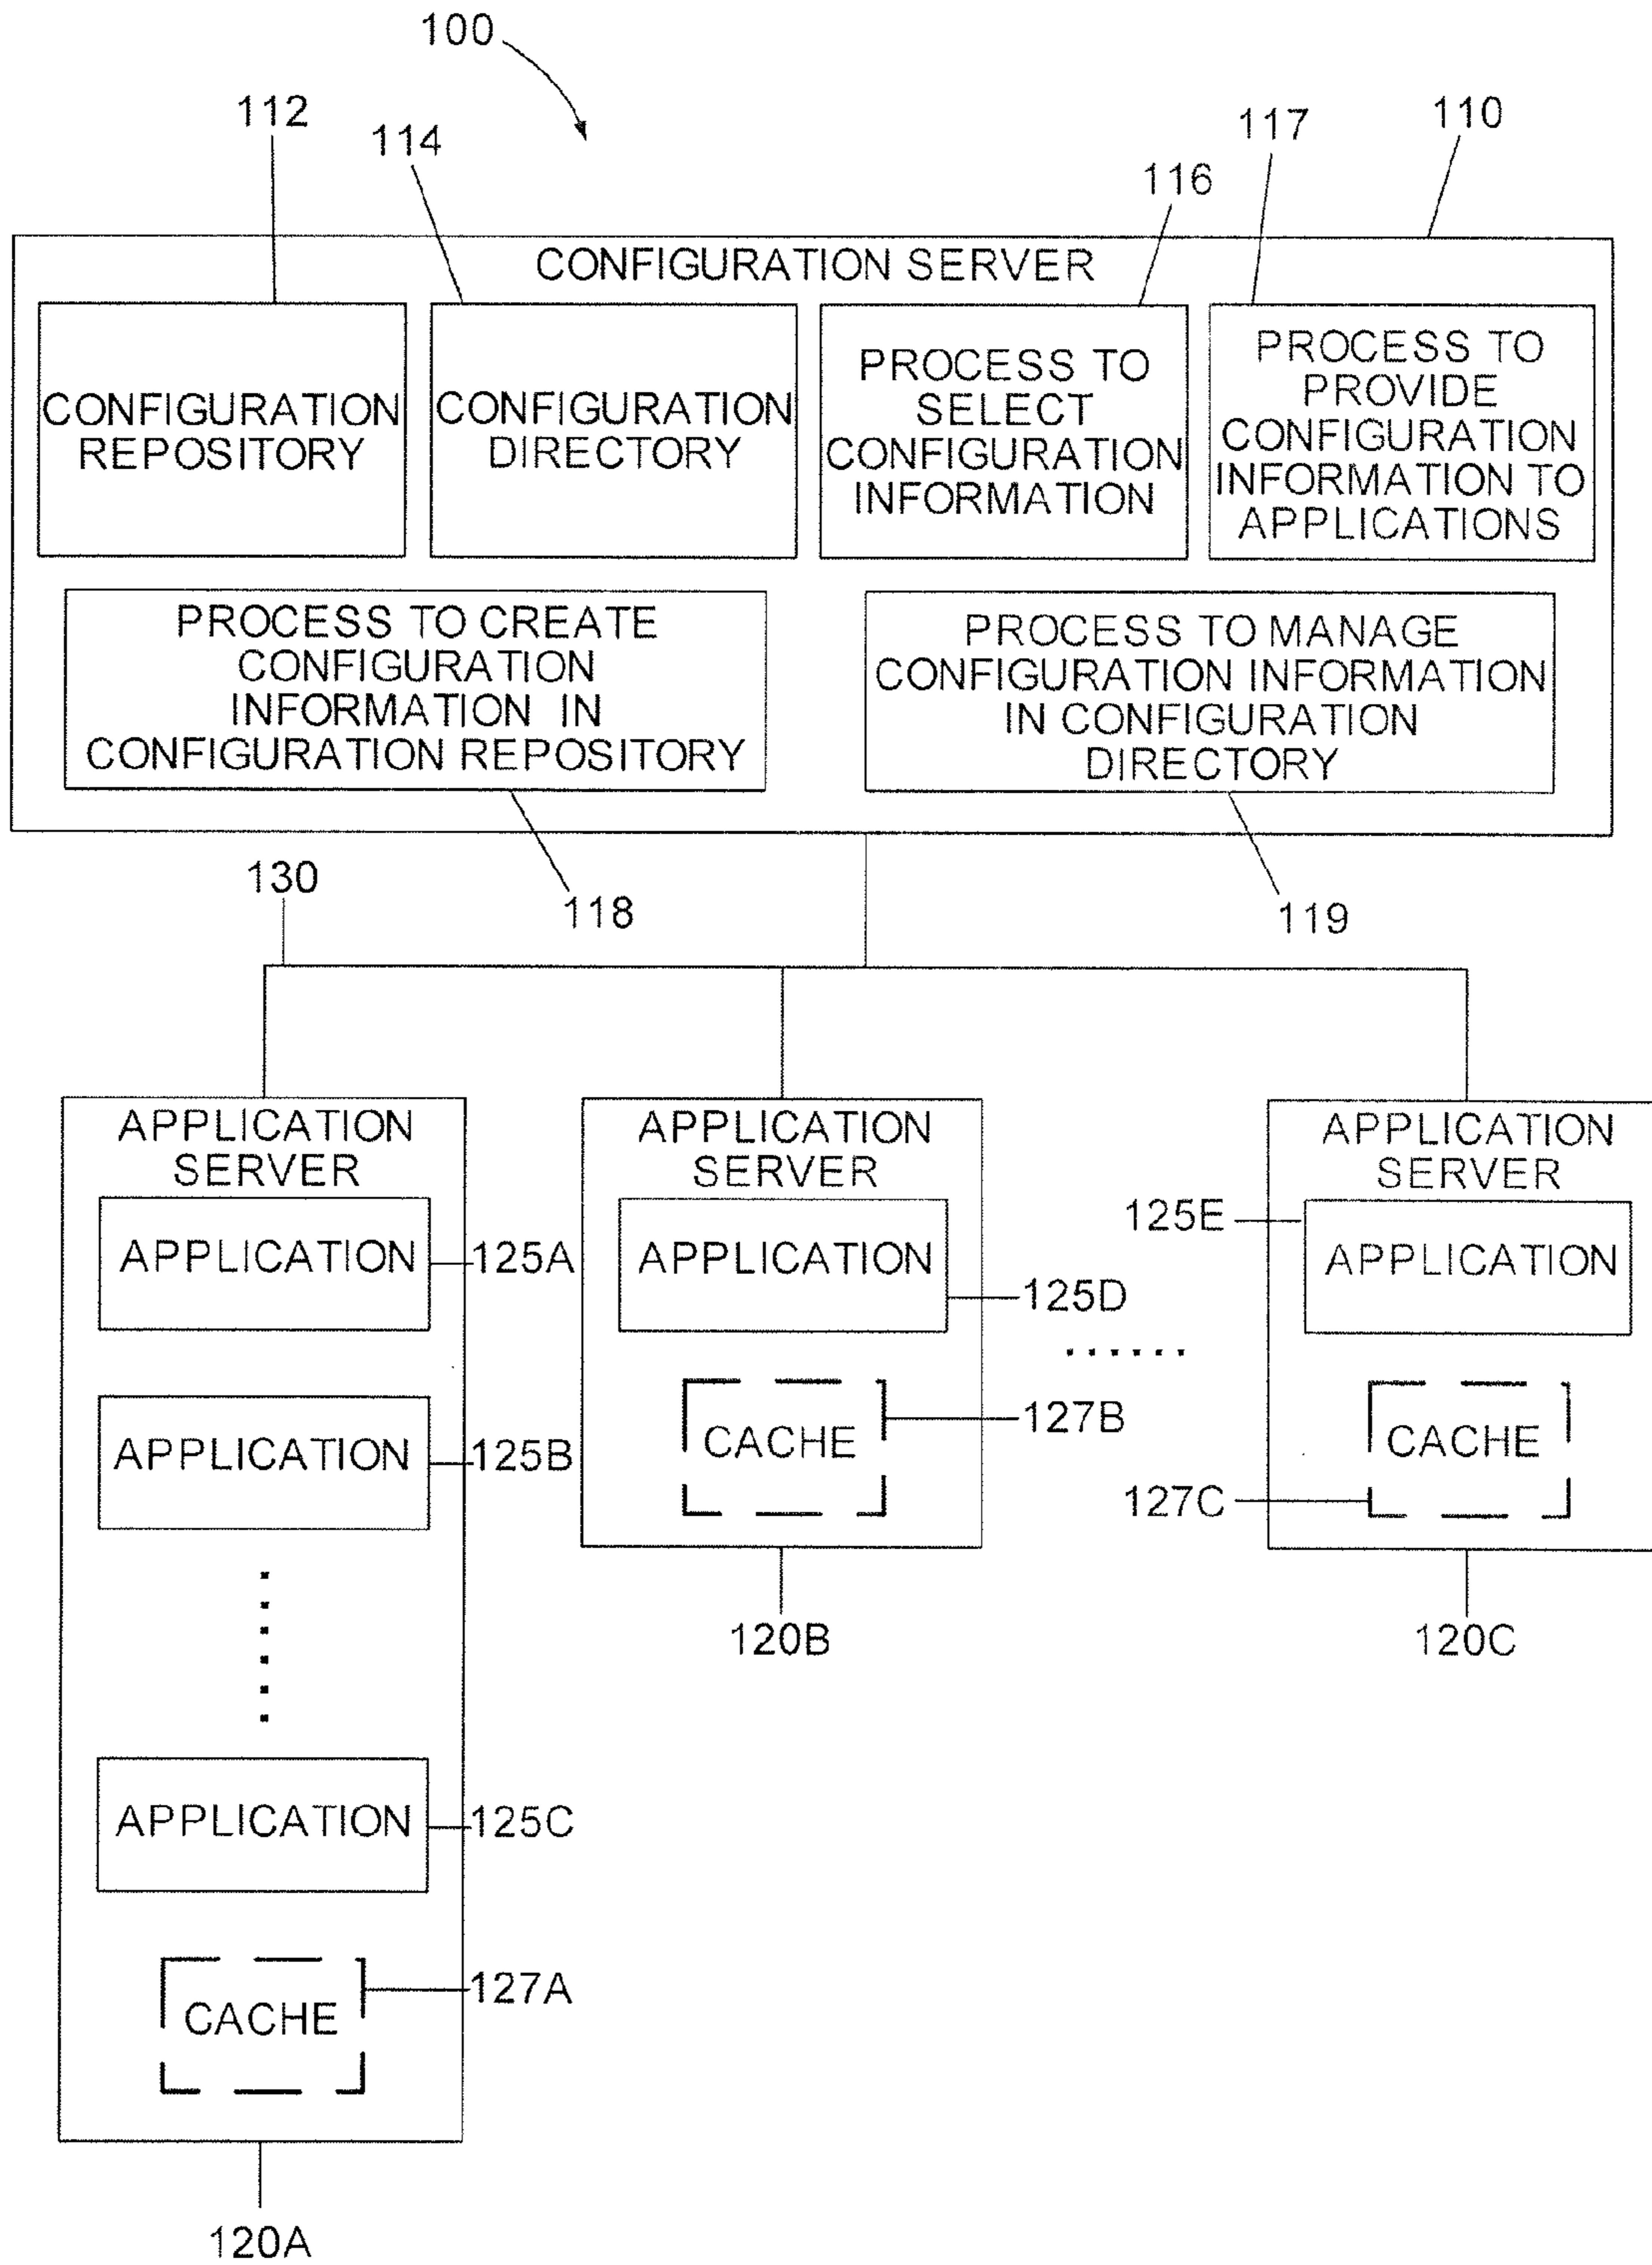 100
112
114
117
110
116
CONFIGURATION SERVER
CONFIGURATION
REPOSITORY
CONFIGURATION
DIRECTORY
PROCESS TO
SELECT
CONFIGURATION
INFORMATION
PROCESS TO
PROVIDE
CONFIGURATION
INFORMATION TO
APPLICATIONS
PROCESS TO CREATE
CONFIGURATION
INFORMATION IN
CONFIGURATION REPOSITORY
PROCESS TO MANAGE
CONFIGURATION INFORMATION
IN CONFIGURATION
DIRECTORY
130
118
119
APPLICATION
SERVER
APPLICATION
125A
APPLICATION
125B
APPLICATION
125C
CACHE
127A
120A
APPLICATION
SERVER
APPLICATION
125D
CACHE
127B
120B
APPLICATION
SERVER
125E
APPLICATION
CACHE
127C
120C